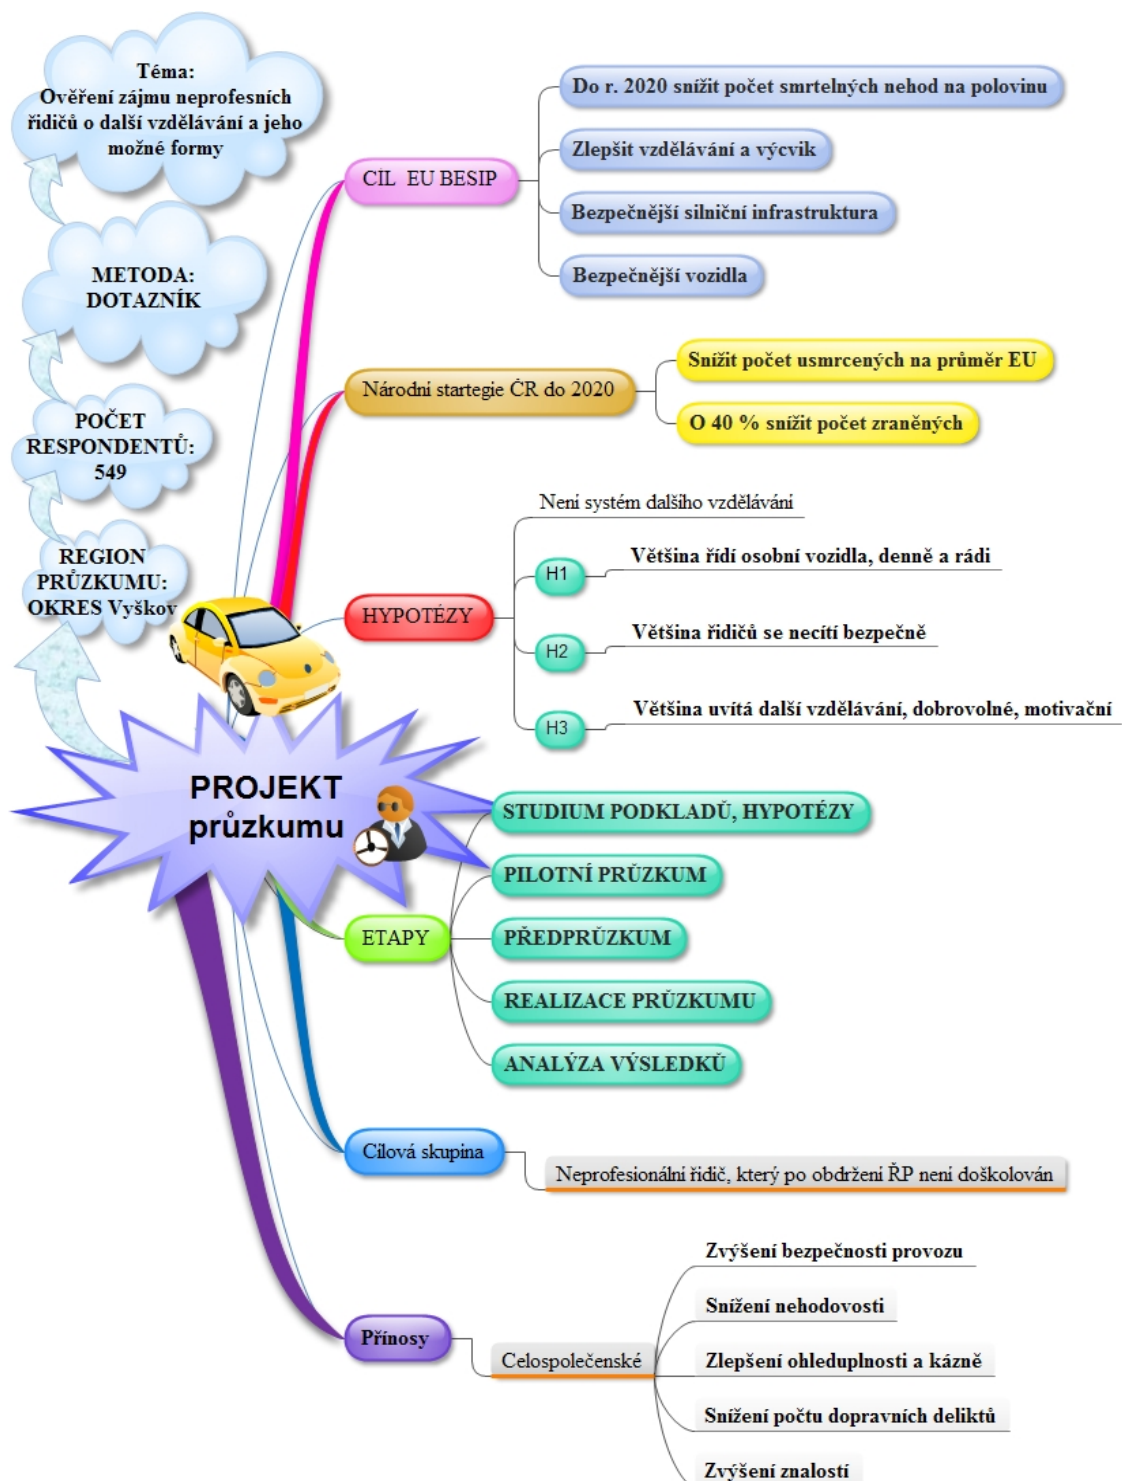 Téma:
Ověření zájmu neprofesních
řidičů o další vzdělávání a jeho
možné formy
METODA:
DOTAZNÍK
POČET
RESPONDENTŮ:
549
REGION
PRŮZKUMU:
OKRES Vyškov
PROJEKT
průzkumu
CÍL EU BESIP
Do r. 2020 snížit počet smrtelných nehod na polovinu
Zlepšit vzdělávání a výcvik
Bezpečnější silniční infrastruktura
Bezpečnější vozidla
Národní startegie ČR do 2020
Snížit počet usmrcených na průměr EU
O 40 % snížit počet zraněných
HYPOTÉZY
Není systém dalšího vzdělávání
H1
Většina řídí osobní vozidla, denně a rádi
H2
Většina řidičů se necítí bezpečně
H3
Většina uvítá další vzdělávání, dobrovolné, motivační
ETAPY
STUDIUM PODKLADŮ, HYPOTÉZY
PILOTNÍ PRŮZKUM
PŘEDPRŮZKUM
REALIZACE PRŮZKUMU
ANALÝZA VÝSLEDKŮ
Cílová skupina
Neprofesionální řidič, který po obdržení ŘP není doškolován
Přínosy
Celospolečenské
Zvýšení bezpečnosti provozu
Snížení nehodovosti
Zlepšení ohleduplnosti a kázně
Snížení počtu dopravních deliktů
Zvýšení znalostí